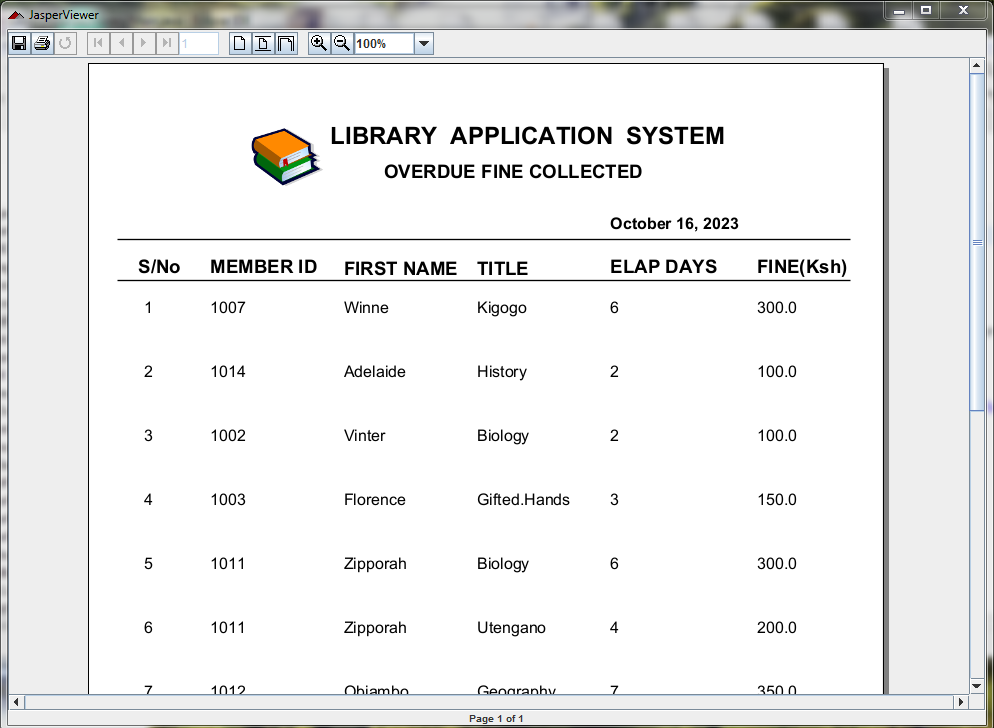 JasperViewer
1 100%
LIBRARY APPLICATION SYSTEM
OVERDUE FINE COLLECTED
October 16, 2023
S/No MEMBER ID FIRST NAME TITLE ELAP DAYS FINE(Ksh)
1 1007 Winne Kigogo 6 300.0
2 1014 Adelaide History 2 100.0
3 1002 Vinter Biology 2 100.0
4 1003 Florence Gifted.Hands 3 150.0
5 1011 Zipporah Biology 6 300.0
6 1011 Zipporah Utengano 4 200.0
7 1012 Ohiambo Geography 7 350.0
Page 1 of 1